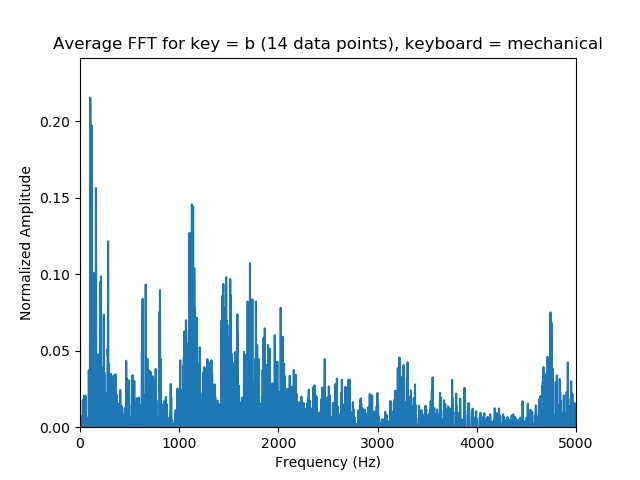 Average FFT for key = b (14 data points), keyboard = mechanical
Normalized Amplitude
0.20
0.15
0.10
0.05
0.00
0 1000 2000 3000 4000 5000
Frequency (Hz)